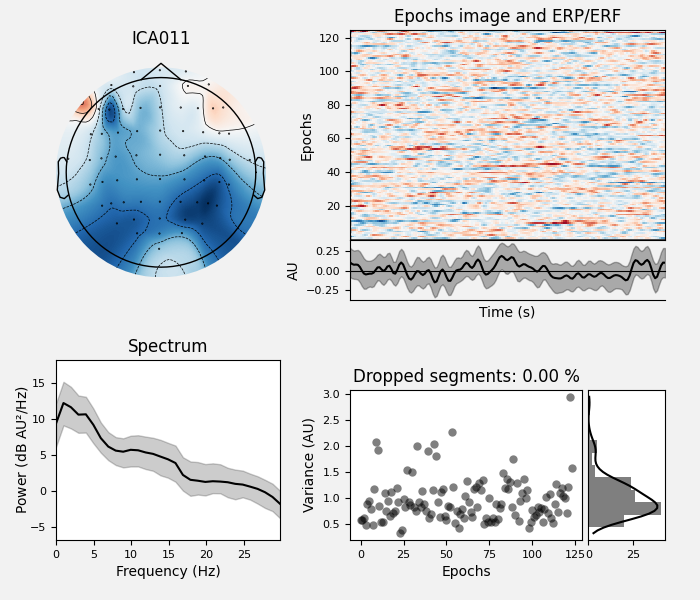 ICA011
Epochs image and ERP/ERF
Epochs
120
100
80
60
40
20
AU
0.25
0.00
−0.25
Time (s)
Spectrum
Power (dB AU²/Hz)
15
10
5
0
−5
0 5 10 15 20 25
Frequency (Hz)
Dropped segments: 0.00 %
Variance (AU)
3.0
2.5
2.0
1.5
1.0
0.5
0 25 50 75 100 125
0 25
Epochs